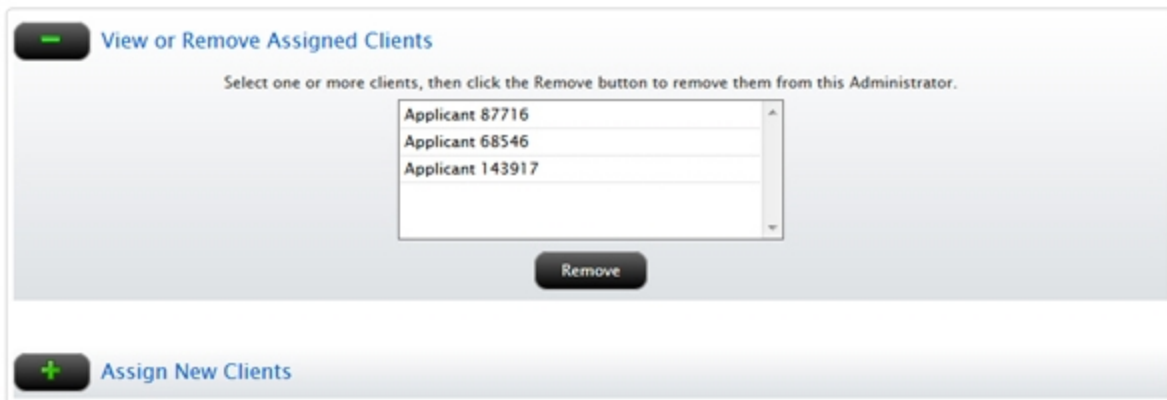 View or Remove Assigned Clients
Select one or more clients, then click the Remove button to remove them from this Administrator.
Applicant 87716
Applicant 68546
Applicant 143917
Remove
Assign New Clients